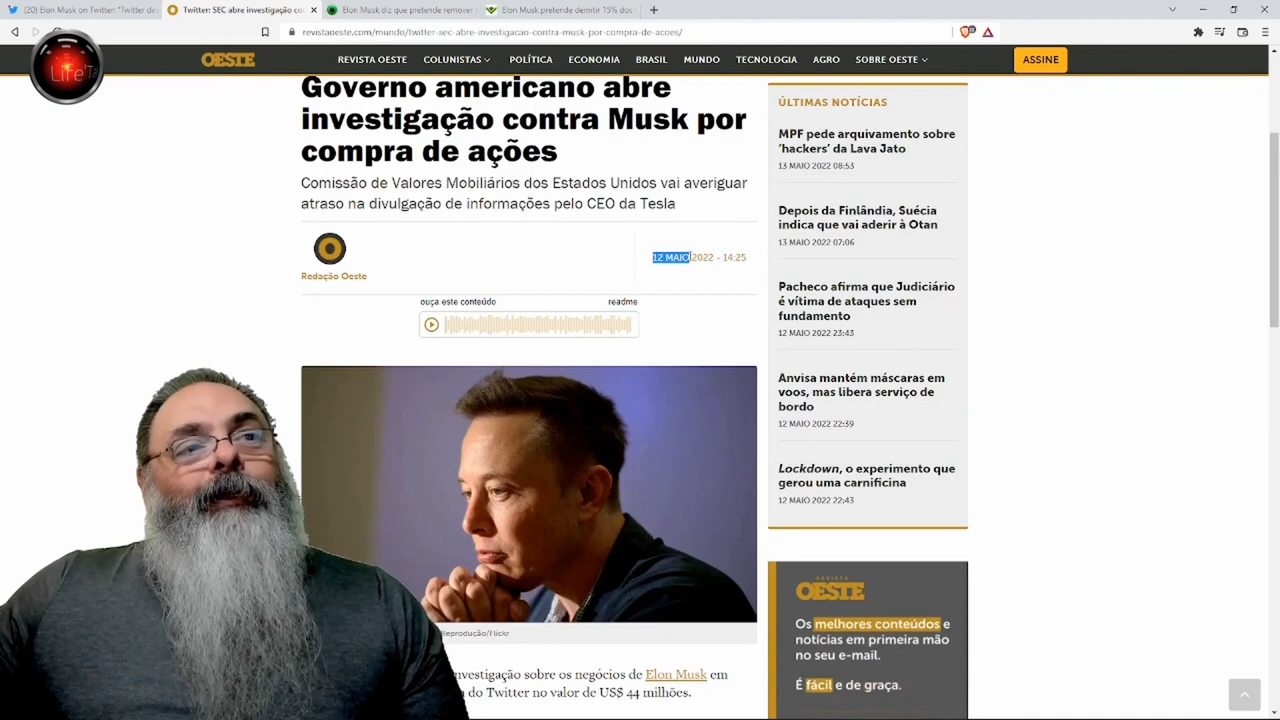 (20) Elon Musk on Twitter: "Twitter de
Twitter: SEC abre investigação co
Elon Musk diz que pretende remover
Elon Musk pretende demitir 15% dos
revistaoeste.com/mundo/twitter-sec-abre-investigacao-contra-musk-por-compra-de-acoes/
OESTE
REVISTA OESTE
COLUNISTAS
POLÍTICA
ECONOMIA
BRASIL
MUNDO
TECNOLOGIA
AGRO
SOBRE OESTE
ASSINE
Governo americano abre
investigação contra Musk por
compra de ações
Comissão de Valores Mobiliários dos Estados Unidos vai averiguar
atraso na divulgação de informações pelo CEO da Tesla
Redação Oeste
12 MAIO 2022 - 14:25
ouça este conteúdo
readme
Reprodução/Flickr
nvestigação sobre os negócios de Elon Musk em
do Twitter no valor de US$ 44 milhões.
ÚLTIMAS NOTÍCIAS
MPF pede arquivamento sobre
‘hackers’ da Lava Jato
13 MAIO 2022 08:53
Depois da Finlândia, Suécia
indica que vai aderir à Otan
13 MAIO 2022 07:06
Pacheco afirma que Judiciário
é vítima de ataques sem
fundamento
12 MAIO 2022 23:43
Anvisa mantém máscaras em
voos, mas libera serviço de
bordo
12 MAIO 2022 22:39
Lockdown, o experimento que
gerou uma carnificina
12 MAIO 2022 22:43
REVISTA
OESTE
Os melhores conteúdos e
notícias em primeira mão
no seu e-mail.
É fácil e de graça.